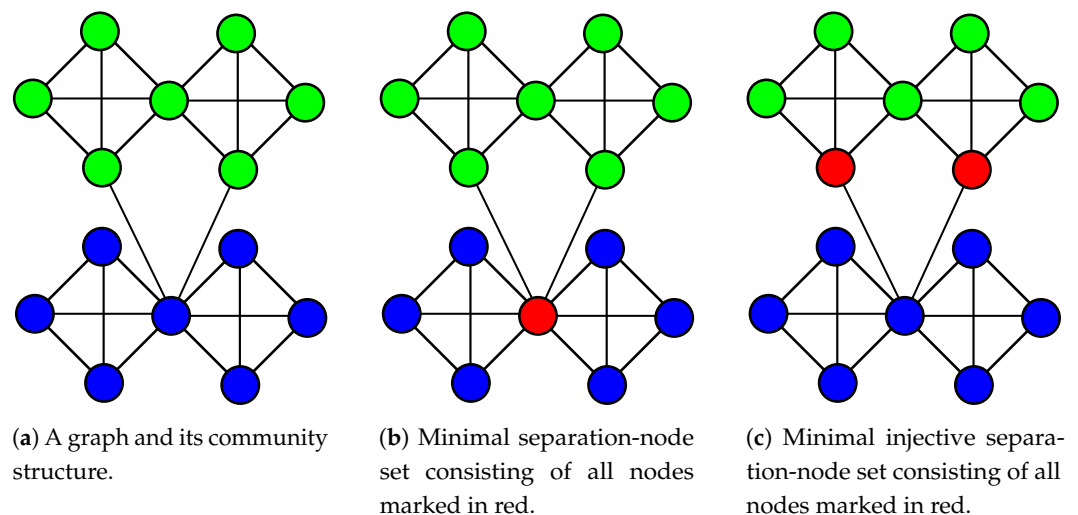 (a) A graph and its community
structure.
(b) Minimal separation-node
set consisting of all nodes
marked in red.
(c) Minimal injective separa-
tion-node set consisting of all
nodes marked in red.